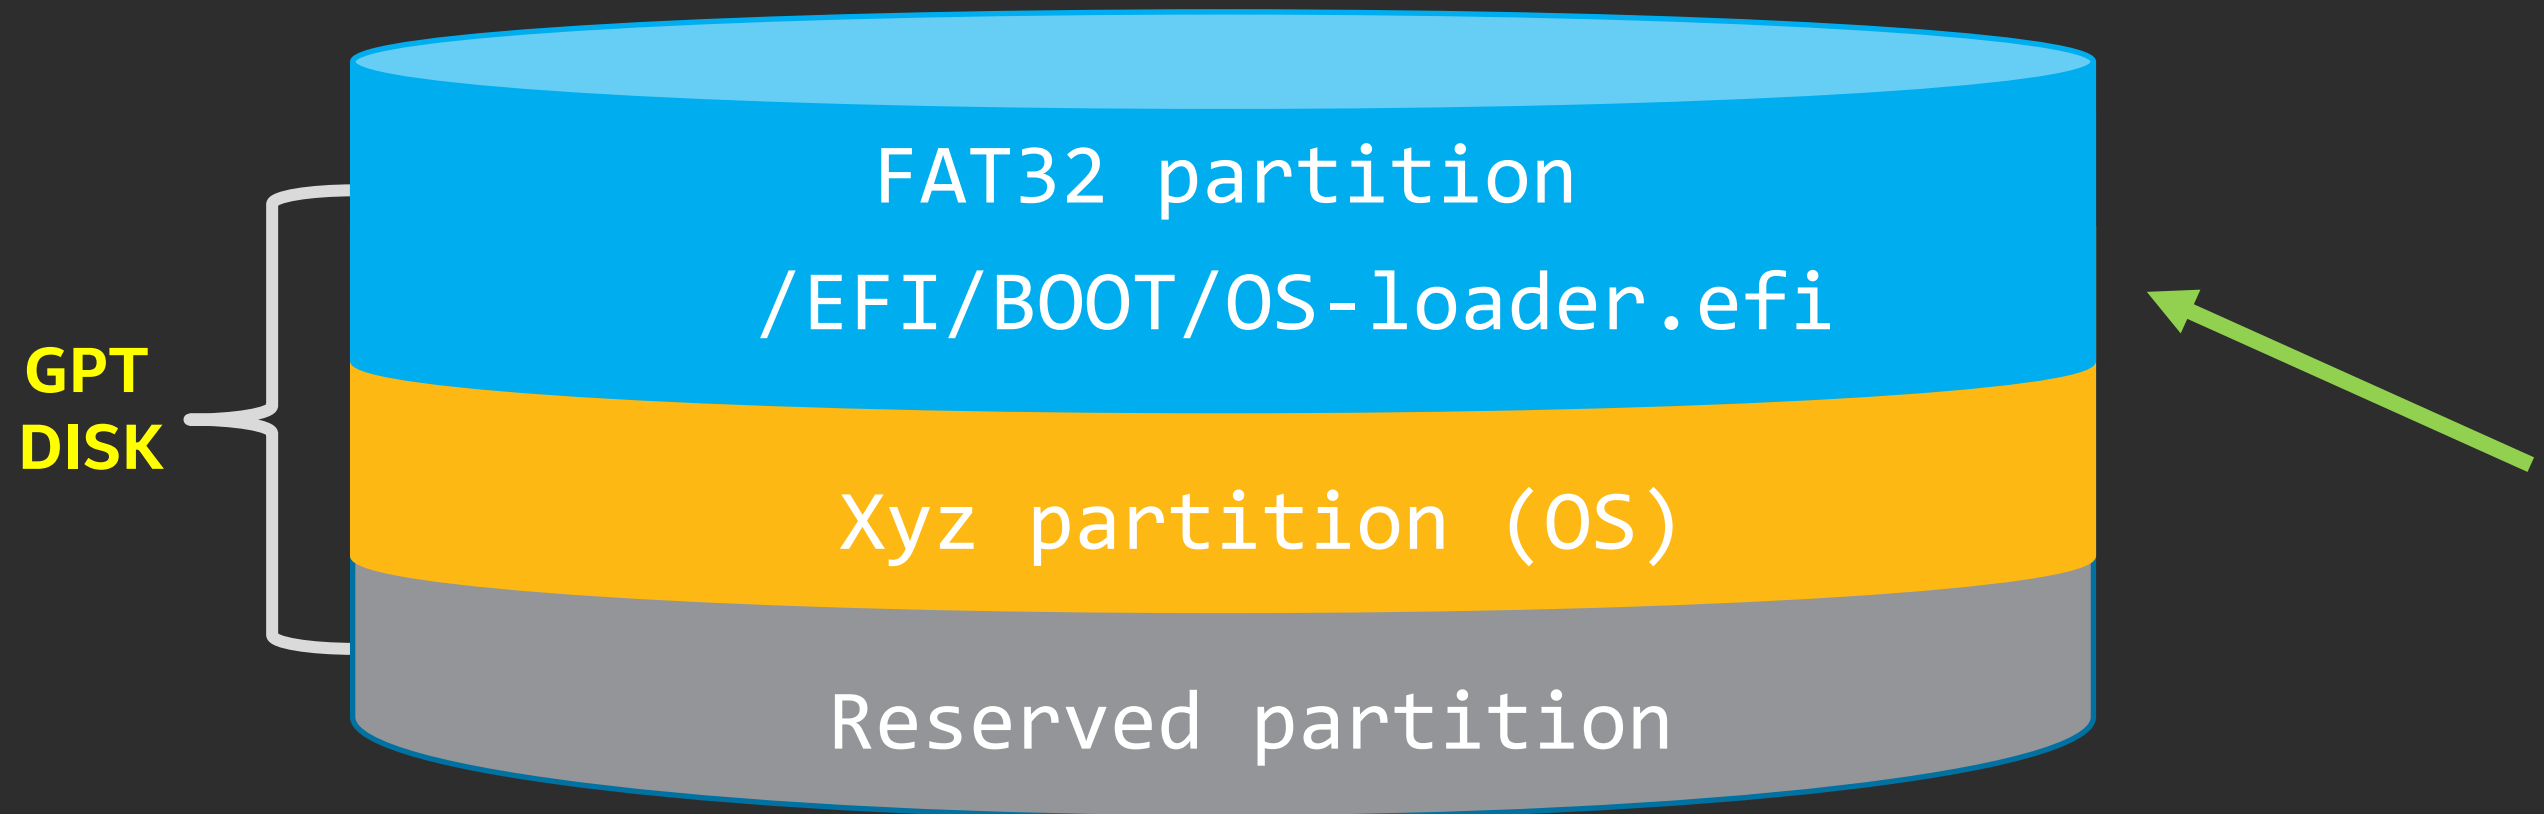 FAT32 partition
/EFI/BOOT/OS-loader.efi
GPT
DISK
Xyz partition (OS)
Reserved partition